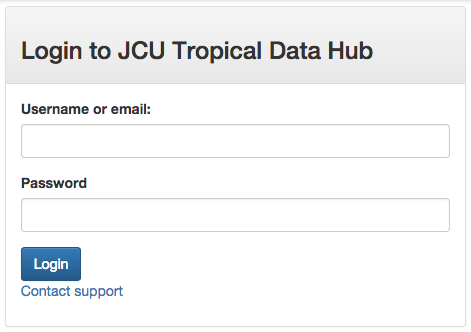 Login to JCU Tropical Data Hub
Username or email:
Password
Login
Contact support